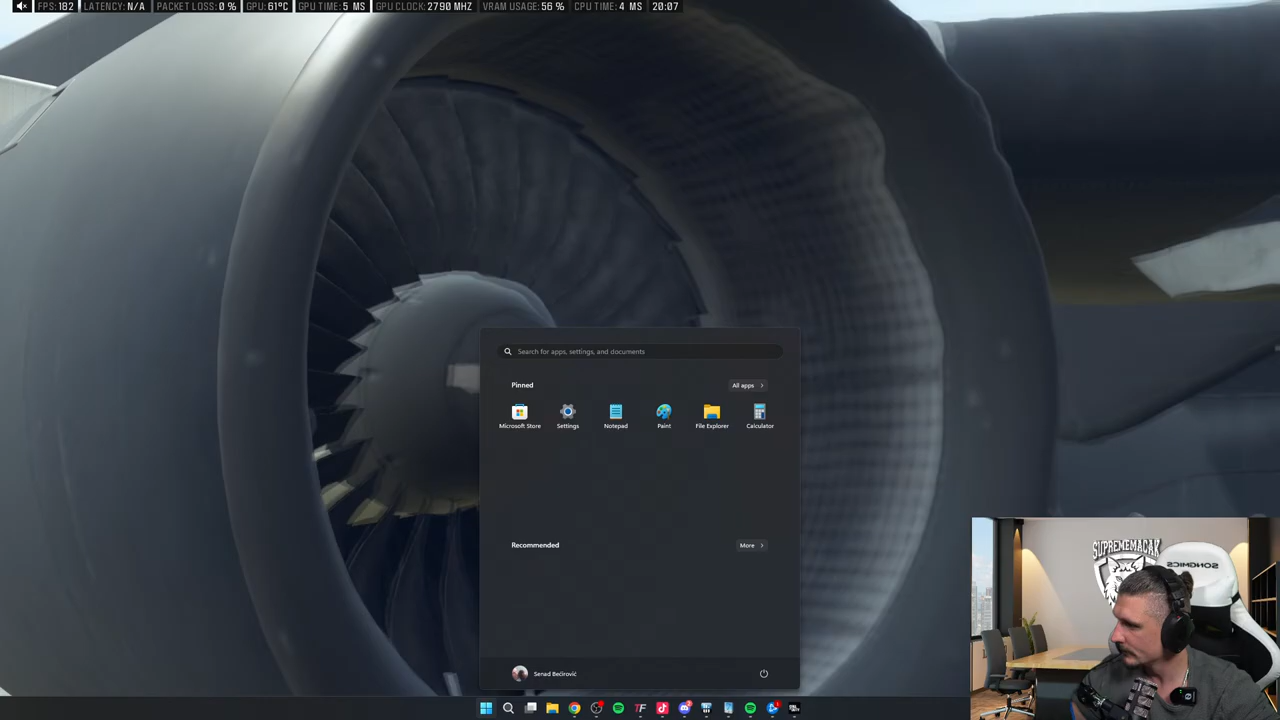 FPS: 182 LATENCY: N/A PACKET LOSS: 0 % GPU: 61°C GPU TIME: 5 MS GPU CLOCK: 2790 MHZ VRAM USAGE: 56 % CPU TIME: 4 MS 20:07
Search for apps, settings, and documents
Pinned All apps
Microsoft Store Settings Notepad Paint File Explorer Calculator
Recommended More
SUPREMEMACAK
SONGMICS
Senad Bećirović